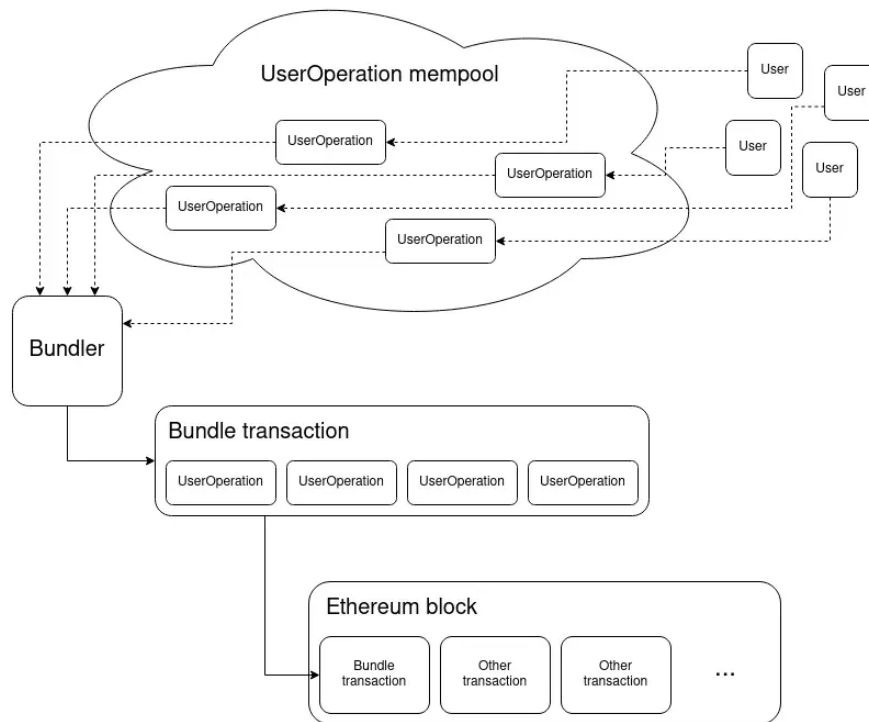 UserOperation mempool
User
User
UserOperation
User
User
UserOperation
UserOperation
UserOperation
Bundler
Bundle transaction
UserOperation
UserOperation
UserOperation
UserOperation
Ethereum block
Bundle
transaction
Other
transaction
Other
transaction
...